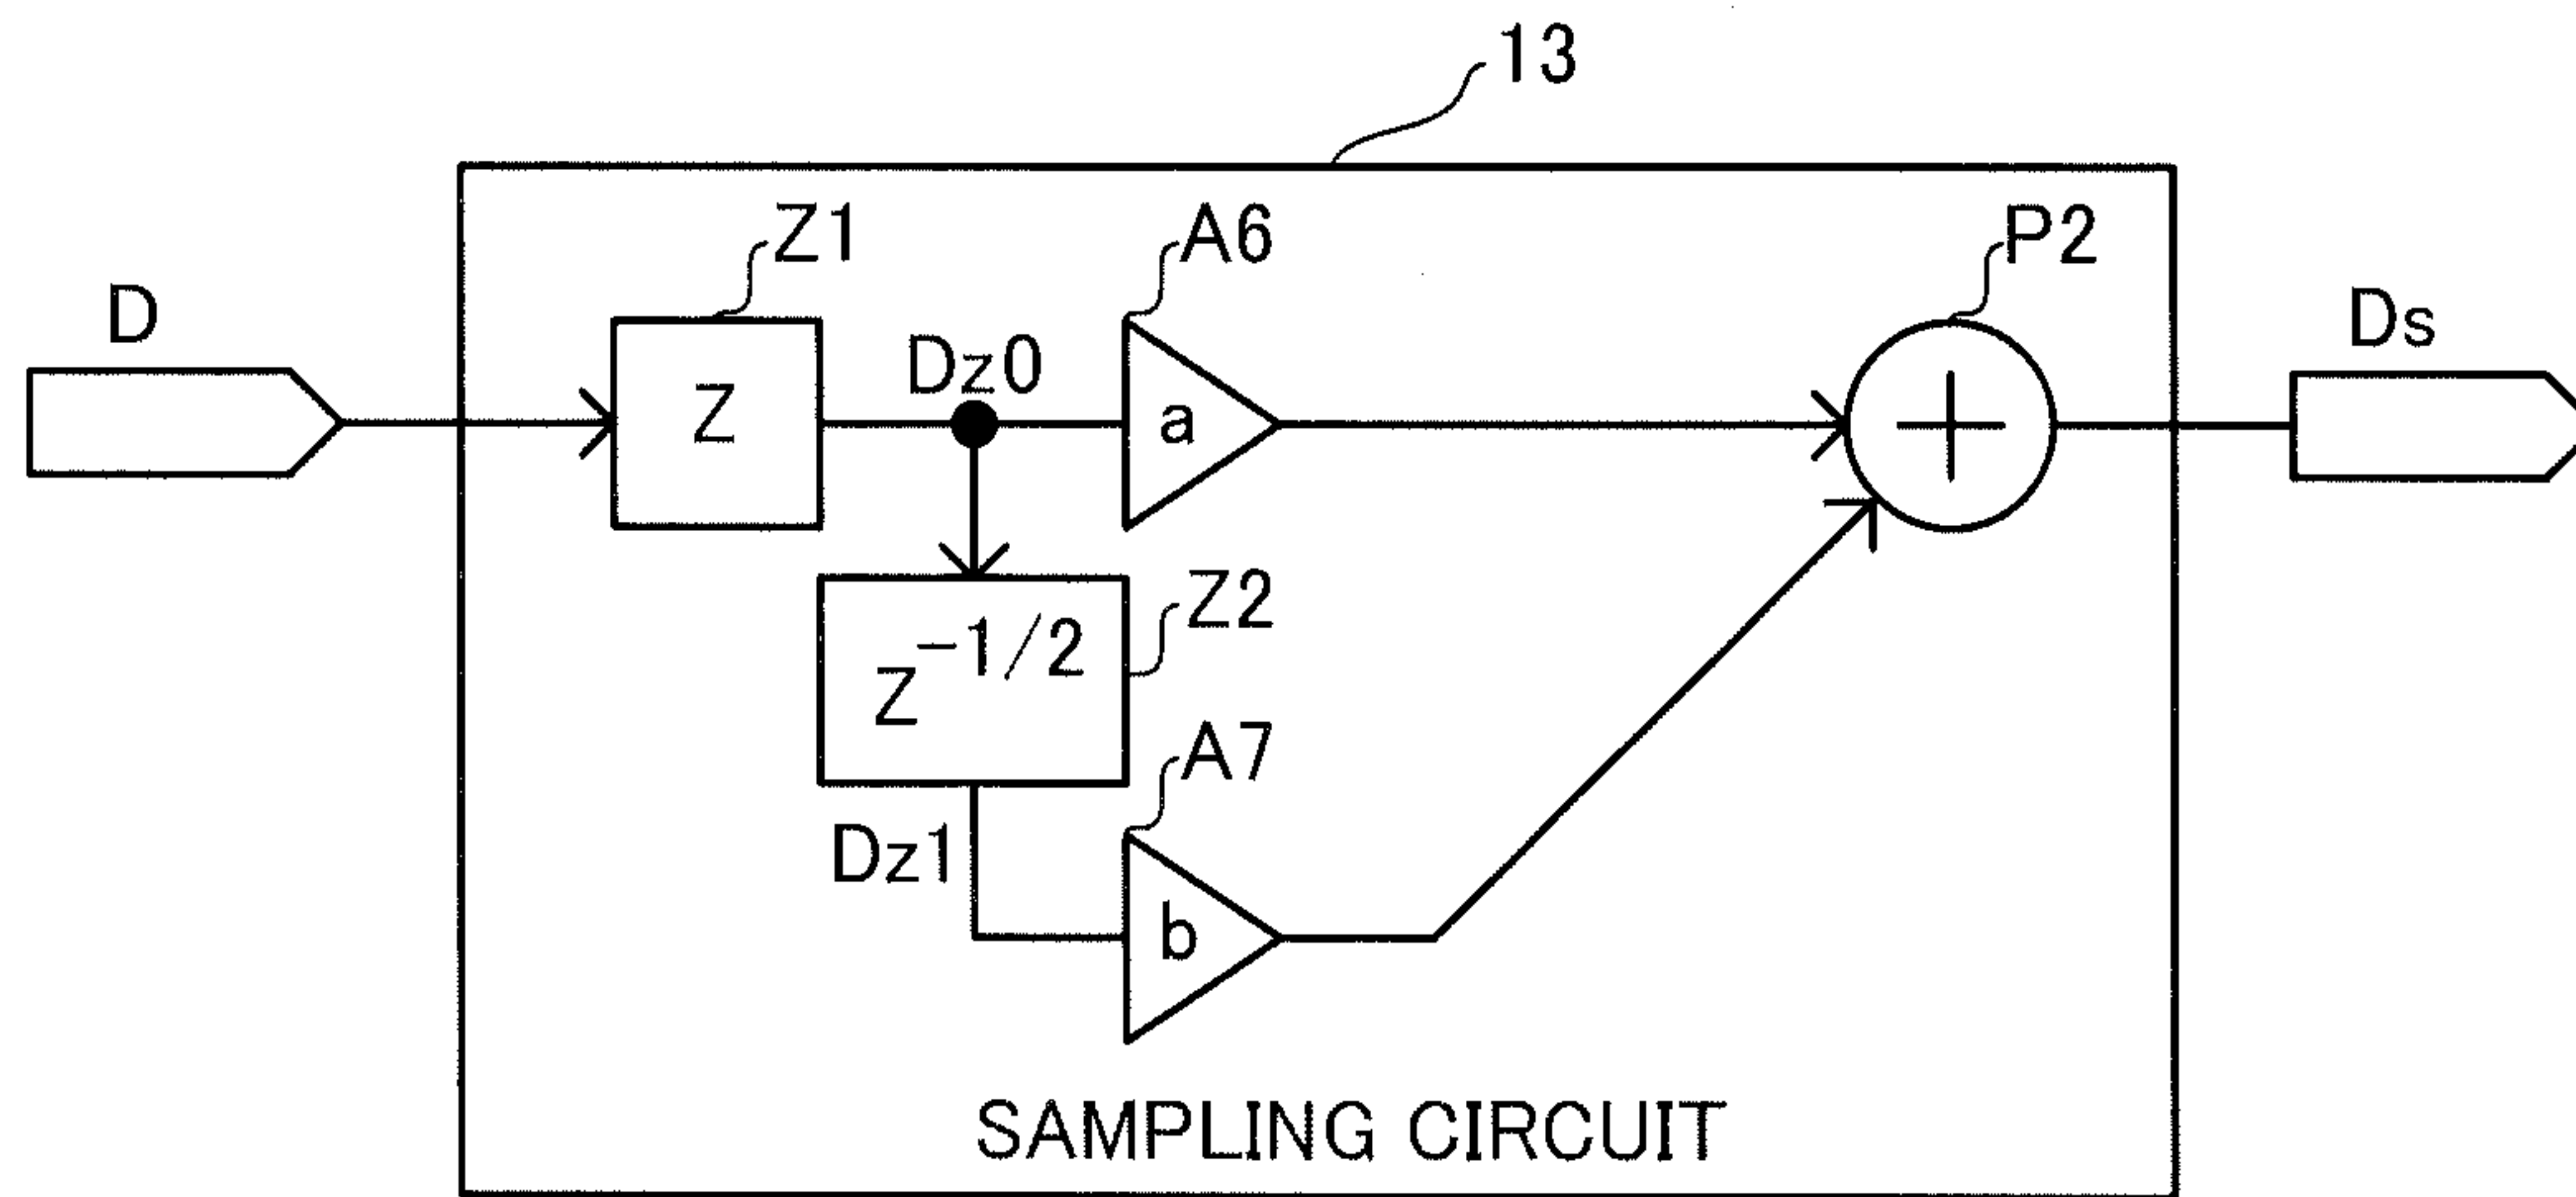 13
Z1
A6
P2
D
Ds
Dz0
Z
a
+
Z^-1/2
Z2
A7
Dz1
b
SAMPLING CIRCUIT